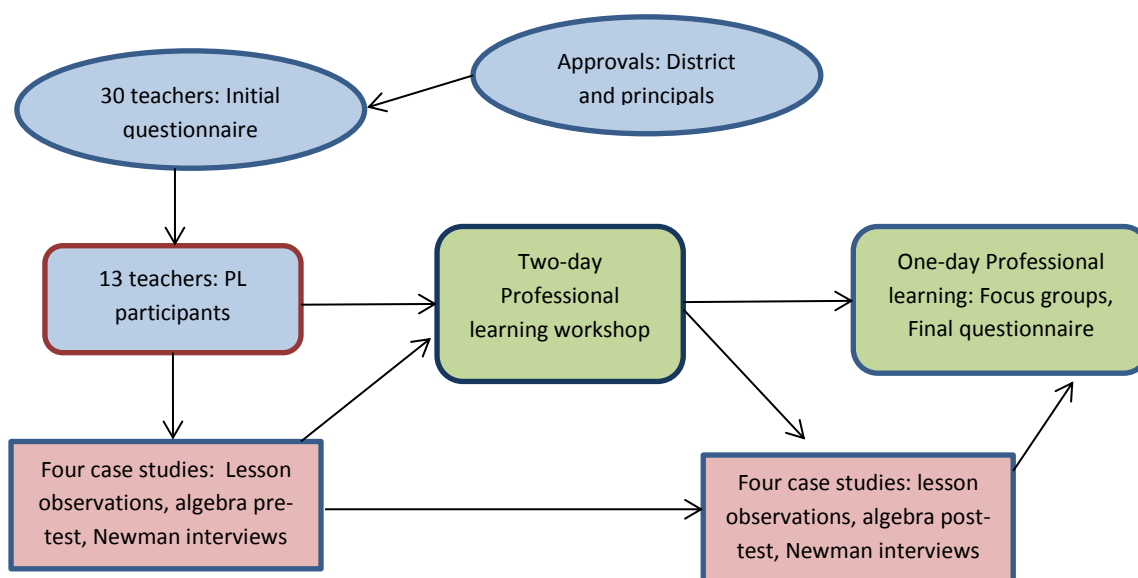 Approvals: District
and principals
30 teachers: Initial
questionnaire
13 teachers: PL
participants
Two-day
Professional
learning workshop
One-day Professional
learning: Focus groups,
Final questionnaire
Four case studies:  Lesson
observations, algebra pre-
test, Newman interviews
Four case studies: lesson
observations, algebra post-
test, Newman interviews